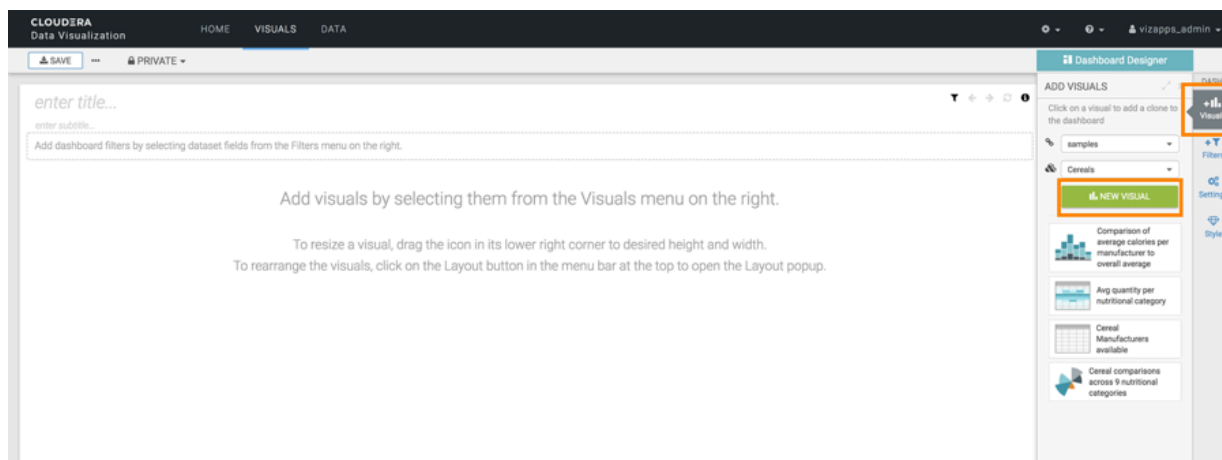 CLOUDERA
Data Visualization
HOME
VISUALS
DATA
vizapps_admin
SAVE
PRIVATE
Dashboard Designer
enter title...
enter subtitle...
Add dashboard filters by selecting dataset fields from the Filters menu on the right.
Add visuals by selecting them from the Visuals menu on the right.
To resize a visual, drag the icon in its lower right corner to desired height and width.
To rearrange the visuals, click on the Layout button in the menu bar at the top to open the Layout popup.
ADD VISUALS
Click on a visual to add a clone to
the dashboard
samples
Cereals
NEW VISUAL
Comparison of
average calories per
manufacturer to
overall average
Avg quantity per
nutritional category
Cereal
Manufacturers
available
Cereal comparisons
across 9 nutritional
categories
DASH
Visual
Filters
Setting
Style